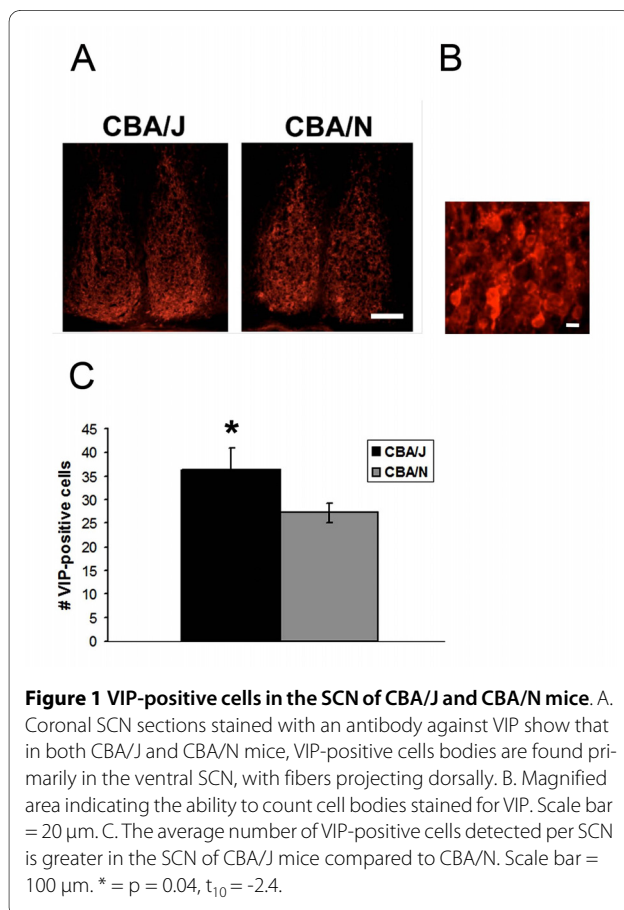 A
B
CBA/J
CBA/N
C
*
45
40
35
30
25
20
15
10
5
0
# VIP-positive cells
CBA/J
CBA/N
Figure 1 VIP-positive cells in the SCN of CBA/J and CBA/N mice. A.
Coronal SCN sections stained with an antibody against VIP show that
in both CBA/J and CBA/N mice, VIP-positive cells bodies are found pri-
marily in the ventral SCN, with fibers projecting dorsally. B. Magnified
area indicating the ability to count cell bodies stained for VIP. Scale bar
= 20 μm. C. The average number of VIP-positive cells detected per SCN
is greater in the SCN of CBA/J mice compared to CBA/N. Scale bar =
100 μm. * = p = 0.04, t10 = -2.4.